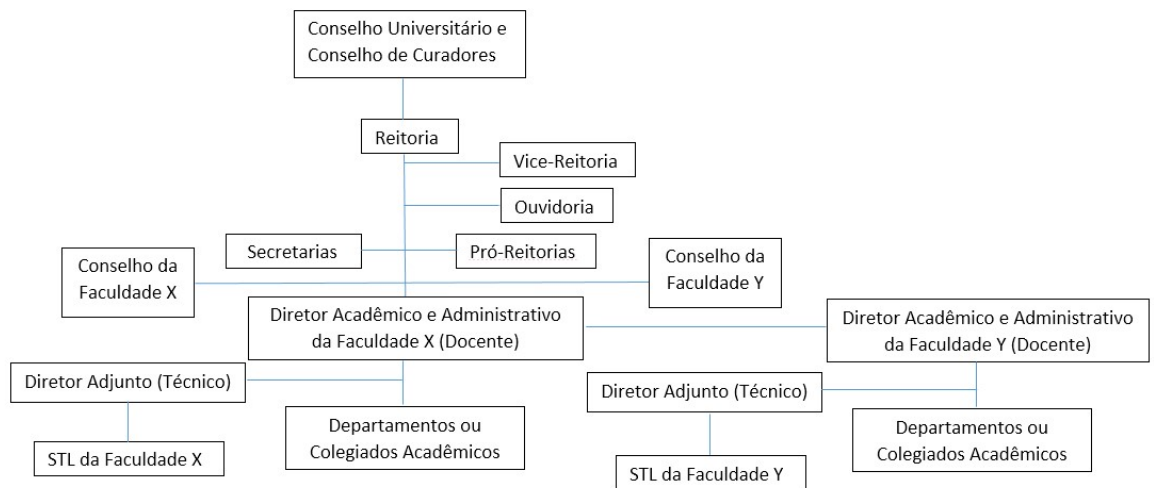 Conselho Universitário e
Conselho de Curadores
Reitoria
Vice-Reitoria
Ouvidoria
Secretarias
Pró-Reitorias
Conselho da
Faculdade X
Conselho da
Faculdade Y
Diretor Acadêmico e Administrativo
da Faculdade X (Docente)
Diretor Acadêmico e Administrativo
da Faculdade Y (Docente)
Diretor Adjunto (Técnico)
Departamentos ou
Colegiados Acadêmicos
STL da Faculdade X
Diretor Adjunto (Técnico)
Departamentos ou
Colegiados Acadêmicos
STL da Faculdade Y